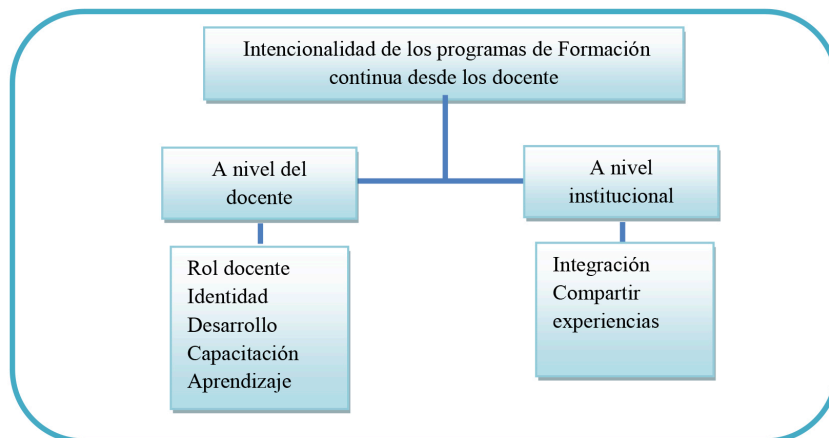 Intencionalidad de los programas de Formación
continua desde los docente
A nivel del
docente
A nivel
institucional
Rol docente
Identidad
Desarrollo
Capacitación
Aprendizaje
Integración
Compartir
experiencias